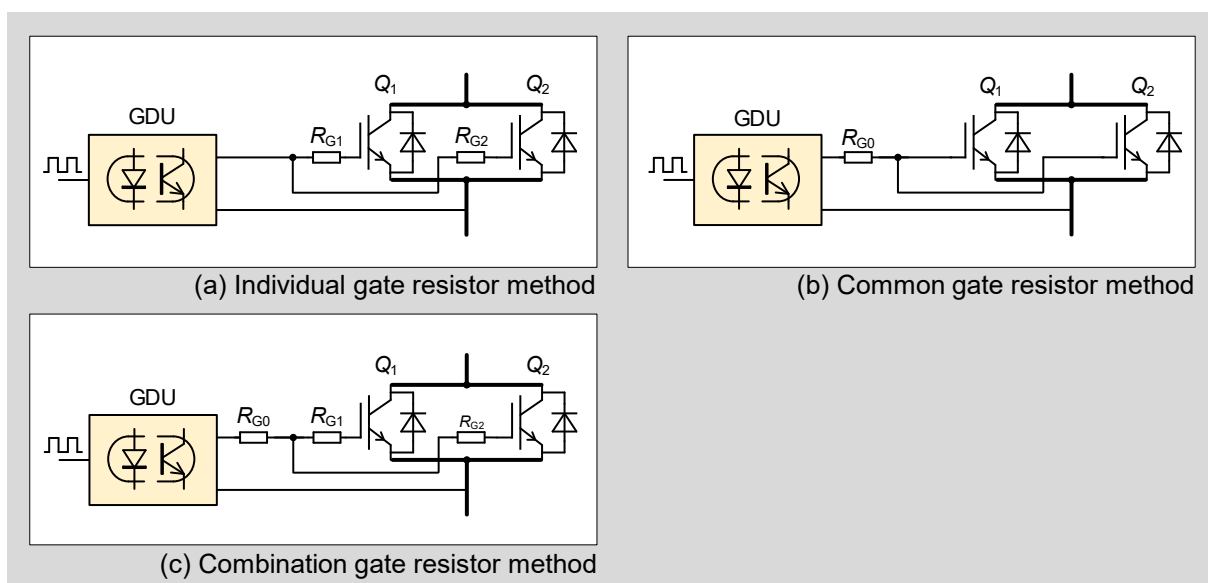 Q1
Q2
GDU
RG1
RG2
(a) Individual gate resistor method
Q1
Q2
GDU
RG0
(b) Common gate resistor method
Q1
Q2
GDU
RG0
RG1
RG2
(c) Combination gate resistor method